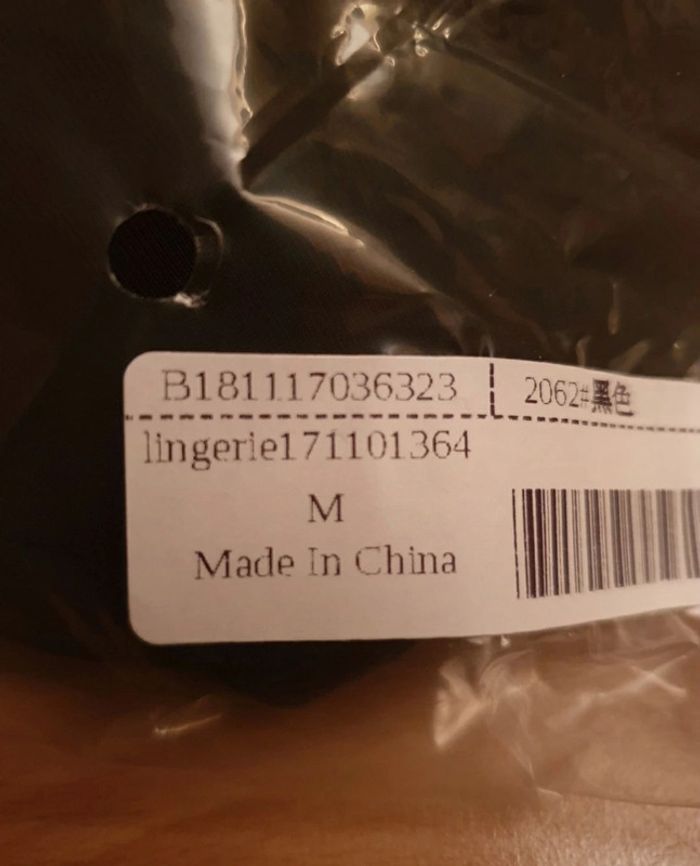 B181117036323 2062#黑色
lingerie171101364
M
Made In China